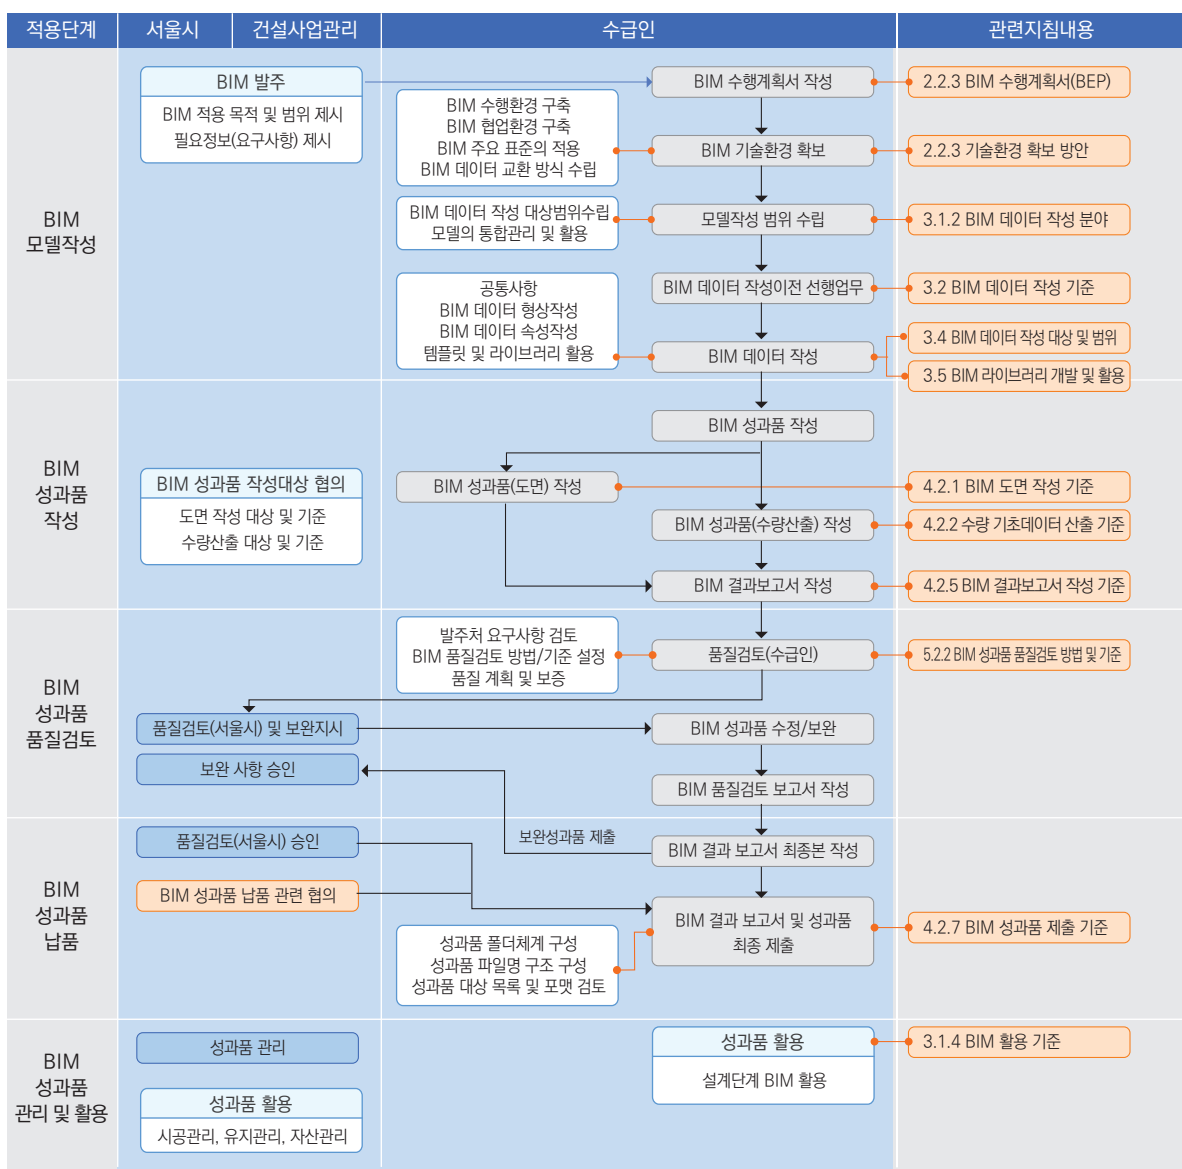 적용단계
서울시
건설사업관리
수급인
관련지침내용
BIM
모델작성
BIM 발주
BIM 적용 목적 및 범위 제시
필요정보(요구사항) 제시
BIM 수행계획서 작성
2.2.3 BIM 수행계획서(BEP)
BIM 수행환경 구축
BIM 협업환경 구축
BIM 주요 표준의 적용
BIM 데이터 교환 방식 수립
BIM 기술환경 확보
2.2.3 기술환경 확보 방안
BIM 데이터 작성 대상범위수립
모델의 통합관리 및 활용
모델작성 범위 수립
3.1.2 BIM 데이터 작성 분야
공통사항
BIM 데이터 형상작성
BIM 데이터 속성작성
템플릿 및 라이브러리 활용
BIM 데이터 작성이전 선행업무
3.2 BIM 데이터 작성 기준
BIM 데이터 작성
3.4 BIM 데이터 작성 대상 및 범위
3.5 BIM 라이브러리 개발 및 활용
BIM
성과품
작성
BIM 성과품 작성대상 협의
도면 작성 대상 및 기준
수량산출 대상 및 기준
BIM 성과품 작성
BIM 성과품(도면) 작성
4.2.1 BIM 도면 작성 기준
BIM 성과품(수량산출) 작성
4.2.2 수량 기초데이터 산출 기준
BIM 결과보고서 작성
4.2.5 BIM 결과보고서 작성 기준
BIM
성과품
품질검토
발주처 요구사항 검토
BIM 품질검토 방법/기준 설정
품질 계획 및 보증
품질검토(수급인)
5.2.2 BIM 성과품 품질검토 방법 및 기준
품질검토(서울시) 및 보완지시
BIM 성과품 수정/보완
보완 사항 승인
BIM 품질검토 보고서 작성
BIM
성과품
납품
품질검토(서울시) 승인
보완성과품 제출
BIM 결과 보고서 최종본 작성
BIM 성과품 납품 관련 협의
BIM 결과 보고서 및 성과품
최종 제출
4.2.7 BIM 성과품 제출 기준
성과품 폴더체계 구성
성과품 파일명 구조 구성
성과품 대상 목록 및 포맷 검토
BIM
성과품
관리 및 활용
성과품 관리
성과품 활용
시공관리, 유지관리, 자산관리
성과품 활용
설계단계 BIM 활용
3.1.4 BIM 활용 기준